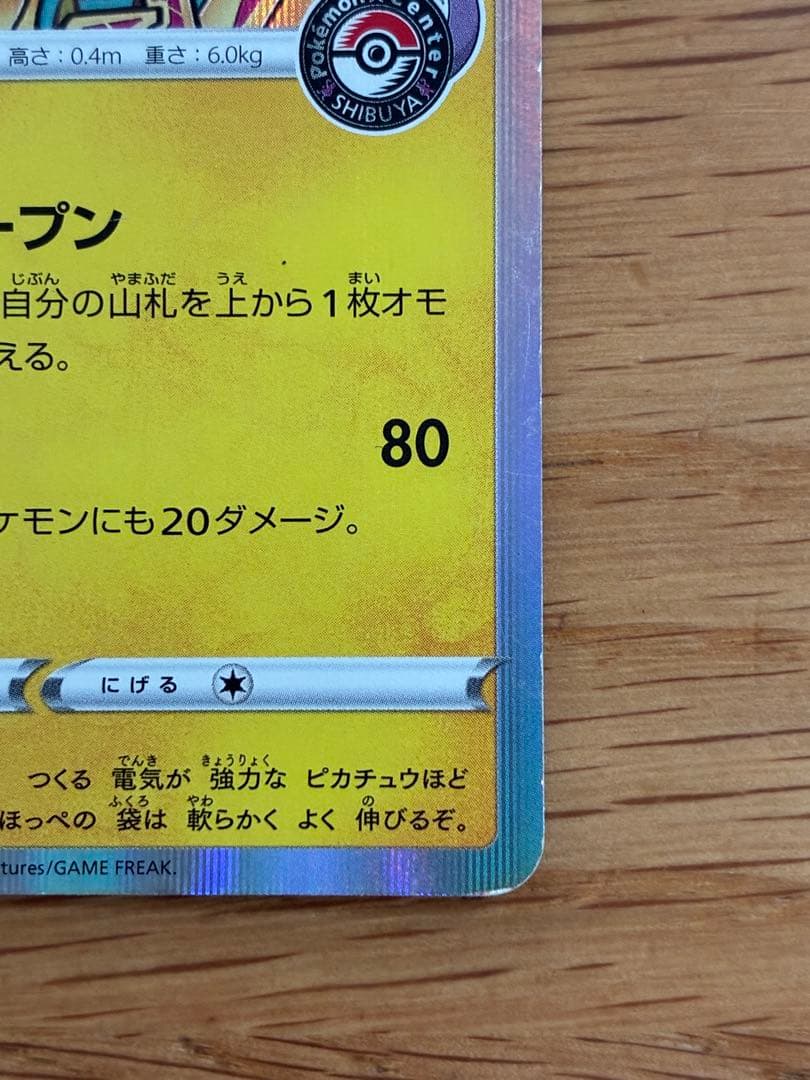 高さ:0.4m 重さ:6.0kg
Pokémon Center
SHIBUYA
ープン
じぶん やまふだ うえ まい
自分の山札を上から1枚オモ
える。
80
ケモンにも20ダメージ。
にげる
でんき きょうりょく
つくる 電気が 強力な ピカチュウほど
ふくろ やわ の
ほっぺの 袋は 軟らかく よく 伸びるぞ。
tures/GAME FREAK.